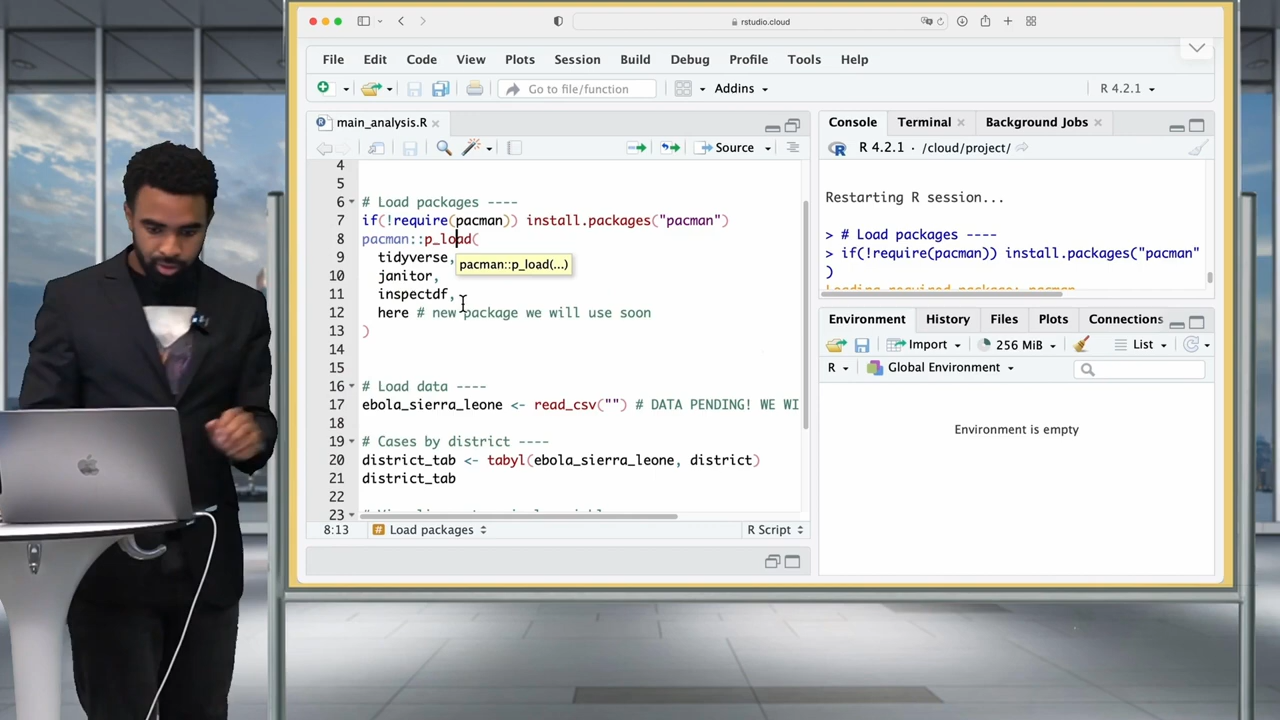 rstudio.cloud
File Edit Code View Plots Session Build Debug Profile Tools Help
Go to file/function Addins R 4.2.1
main_analysis.R
Source
4
5
6 # Load packages ----
7 if(!require(pacman)) install.packages("pacman")
8 pacman::p_load(
9 tidyverse,
pacman::p_load(...)
10 janitor,
11 inspectdf,
12 here # new package we will use soon
13 )
14
15
16 # Load data ----
17 ebola_sierra_leone <- read_csv("") # DATA PENDING! WE WI
18
19 # Cases by district ----
20 district_tab <- tabyl(ebola_sierra_leone, district)
21 district_tab
22
23
8:13 # Load packages R Script
Console Terminal Background Jobs
R 4.2.1 · /cloud/project/
Restarting R session...
> # Load packages ----
> if(!require(pacman)) install.packages("pacman"
)
Loading required package: pacman
Environment History Files Plots Connections
Import 256 MiB List
R Global Environment
Environment is empty